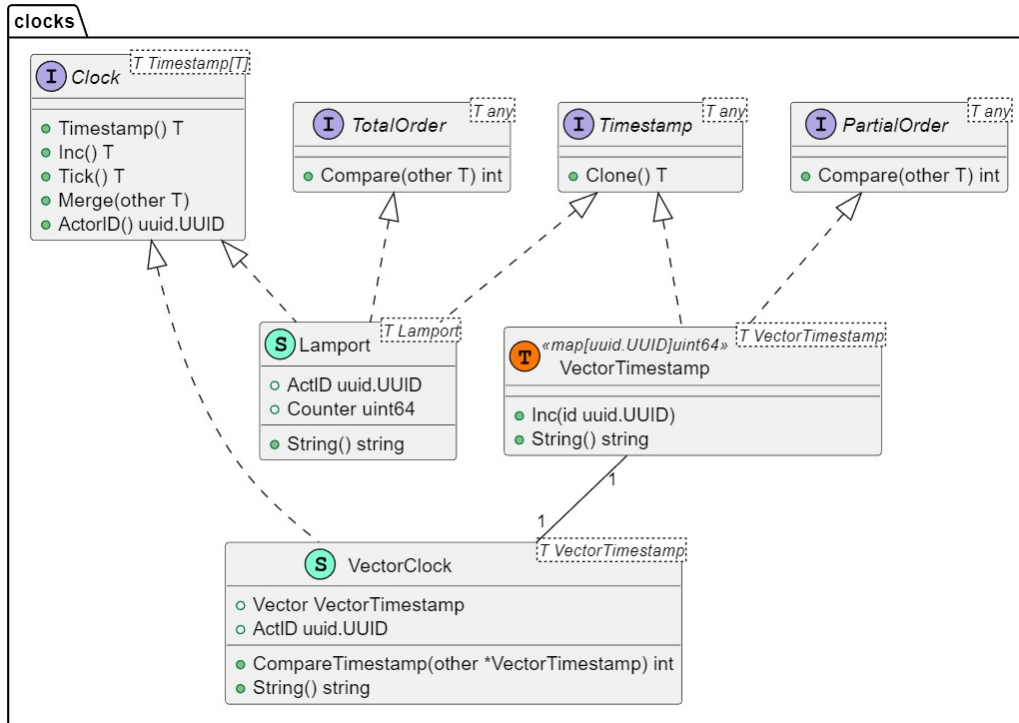 clocks
I Clock
T Timestamp[T]
Timestamp() T
Inc() T
Tick() T
Merge(other T)
ActorID() uuid.UUID
I TotalOrder
T any
Compare(other T) int
I Timestamp
T any
Clone() T
I PartialOrder
T any
Compare(other T) int
S Lamport
T Lamport
ActID uuid.UUID
Counter uint64
String() string
T «map[uuid.UUID]uint64»
VectorTimestamp
T VectorTimestamp
Inc(id uuid.UUID)
String() string
1
1
S VectorClock
T VectorTimestamp
Vector VectorTimestamp
ActID uuid.UUID
CompareTimestamp(other *VectorTimestamp) int
String() string